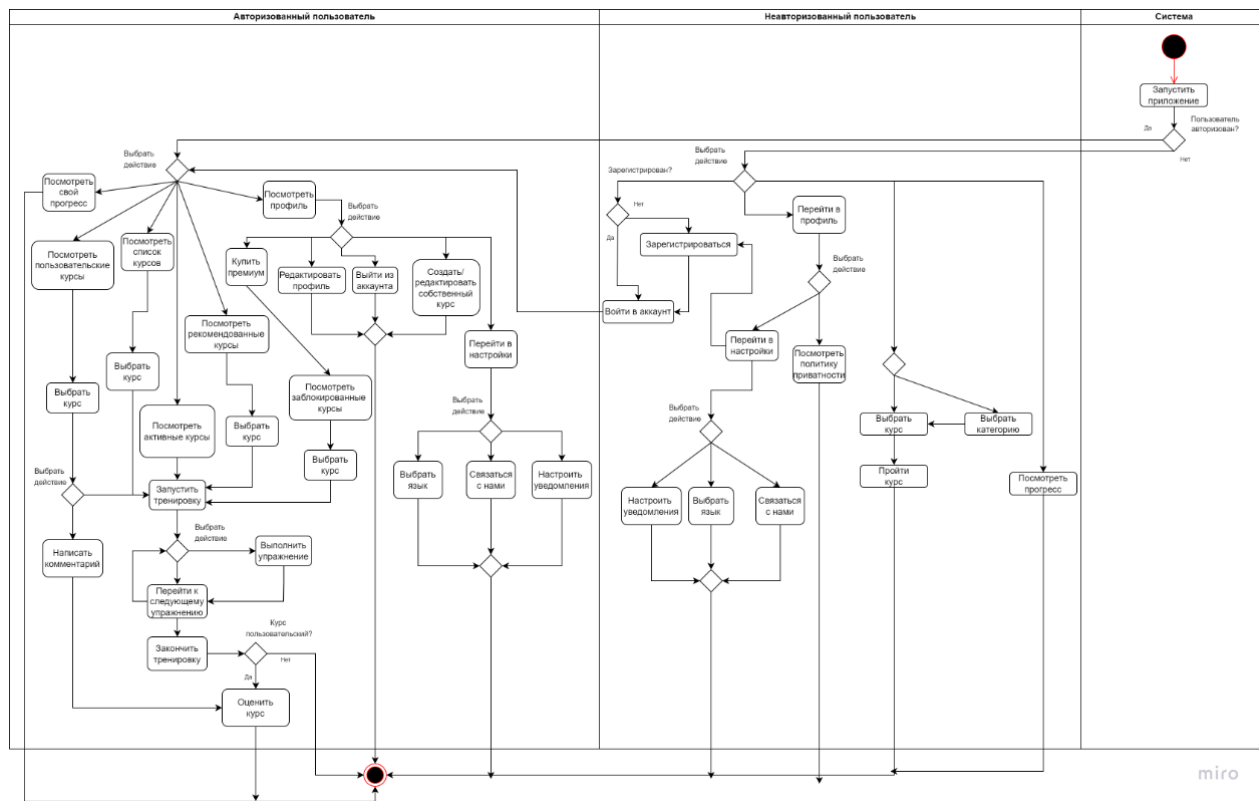 Авторизованный пользователь
Неавторизованный пользователь
Система
Запустить
приложение
Пользователь
авторизован?
Да
Нет
Выбрать
действие
Посмотреть
свой
прогресс
Посмотреть
пользовательские
курсы
Посмотреть
список
курсов
Посмотреть
профиль
Выбрать
действие
Купить
премиум
Редактировать
профиль
Выйти из
аккаунта
Создать/
редактировать
собственный
курс
Перейти в
настройки
Посмотреть
рекомендованные
курсы
Выбрать
курс
Выбрать
курс
Посмотреть
заблокированные
курсы
Посмотреть
активные курсы
Выбрать
курс
Выбрать
курс
Выбрать
действие
Выбрать
язык
Связаться
с нами
Настроить
уведомления
Выбрать
действие
Запустить
тренировку
Выбрать
действие
Написать
комментарий
Выполнить
упражнение
Перейти к
следующему
упражнению
Закончить
тренировку
Курс
пользовательский?
Нет
Да
Оценить
курс
Выбрать
действие
Зарегистрирован?
Нет
Да
Зарегистрироваться
Войти в аккаунт
Перейти в
профиль
Выбрать
действие
Перейти в
настройки
Посмотреть
политику
приватности
Выбрать
действие
Настроить
уведомления
Выбрать
язык
Связаться
с нами
Выбрать
курс
Выбрать
категорию
Пройти
курс
Посмотреть
прогресс
miro